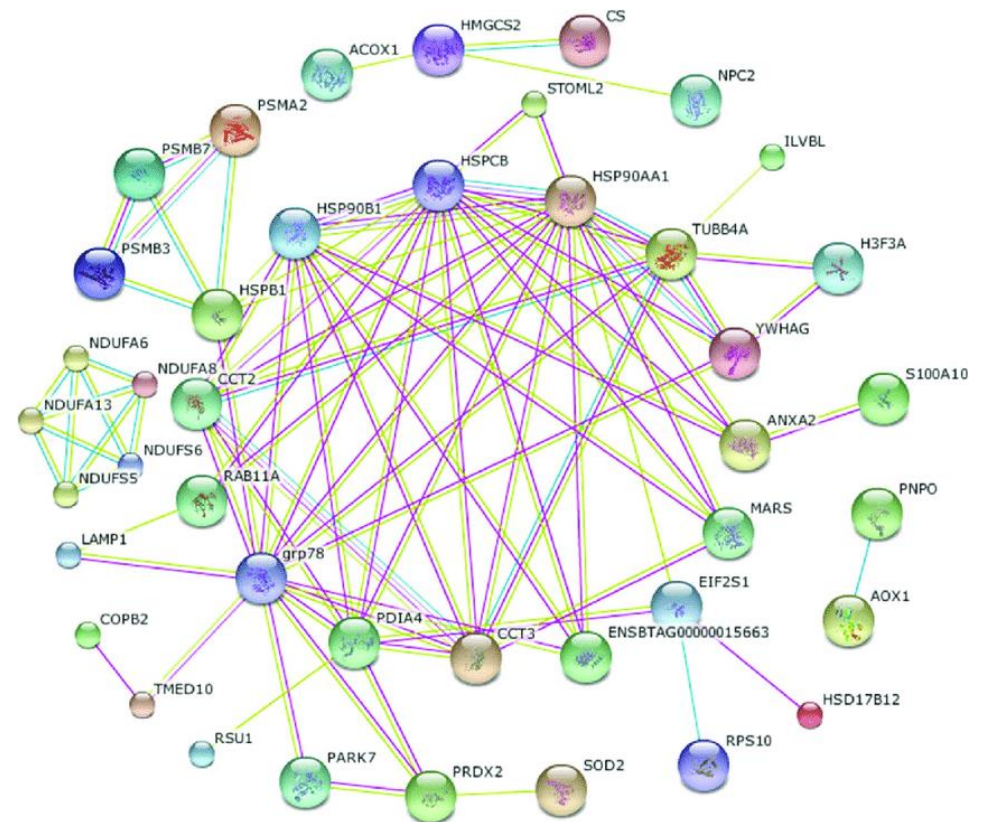 CS
HMGCS2
ACOX1
NPC2
STOML2
PSMA2
ILVBL
PSMB7
HSPCB
HSP90AA1
HSP90B1
TUBB4A
H3F3A
PSMB3
HSPB1
YWHAG
NDUFA6
NDUFA8
CCT2
S100A10
NDUFA13
ANXA2
NDUFS6
NDUFS5
RAB11A
PNPO
MARS
LAMP1
grp78
EIF2S1
AOX1
COPB2
PDIA4
CCT3
ENSBTAG00000015663
TMED10
HSD17B12
RSU1
RPS10
PARK7
PRDX2
SOD2